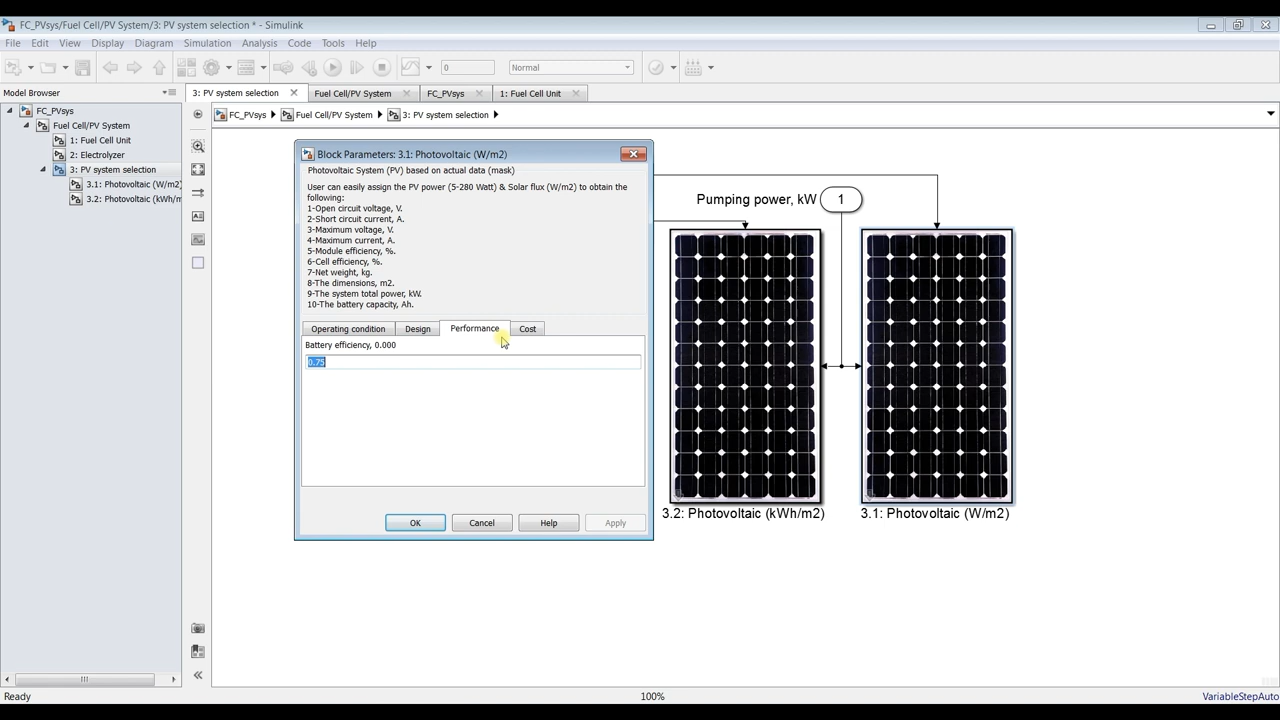 FC_PVsys/Fuel Cell/PV System/3: PV system selection * - Simulink
File Edit View Display Diagram Simulation Analysis Code Tools Help
0
Normal
Model Browser
3: PV system selection
Fuel Cell/PV System
FC_PVsys
1: Fuel Cell Unit
FC_PVsys
Fuel Cell/PV System
3: PV system selection
FC_PVsys
Fuel Cell/PV System
1: Fuel Cell Unit
2: Electrolyzer
3: PV system selection
3.1: Photovoltaic (W/m2)
3.2: Photovoltaic (kWh/m
Block Parameters: 3.1: Photovoltaic (W/m2)
Photovoltaic System (PV) based on actual data (mask)
User can easily assign the PV power (5-280 Watt) & Solar flux (W/m2) to obtain the
following:
1-Open circuit voltage, V.
2-Short circuit current, A.
3-Maximum voltage, V.
4-Maximum current, A.
5-Module efficiency, %.
6-Cell efficiency, %.
7-Net weight, kg.
8-The dimensions, m2.
9-The system total power, kW.
10-The battery capacity, Ah.
Operating condition
Design
Performance
Cost
Battery efficiency, 0.000
0.75
OK
Cancel
Help
Apply
Pumping power, kW
1
3.2: Photovoltaic (kWh/m2)
3.1: Photovoltaic (W/m2)
Ready
100%
VariableStepAuto